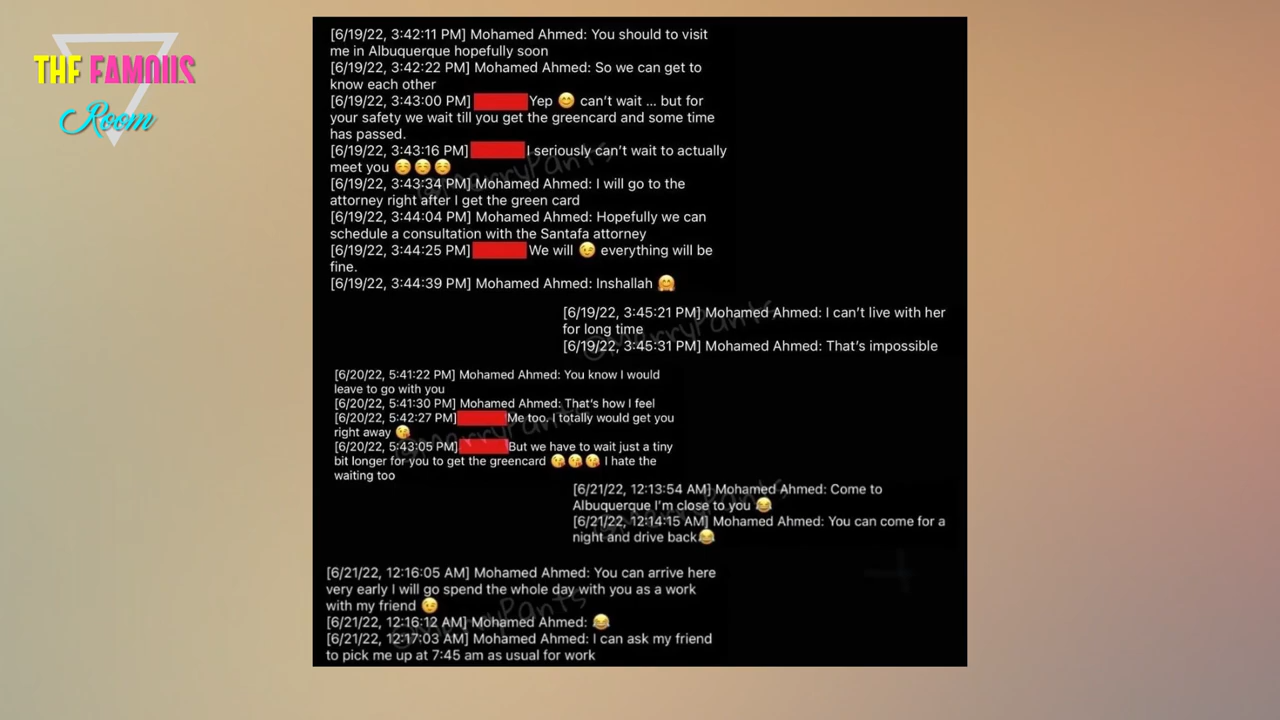 THE FAMOUS
Room
[6/19/22, 3:42:11 PM] Mohamed Ahmed: You should to visit
me in Albuquerque hopefully soon
[6/19/22, 3:42:22 PM] Mohamed Ahmed: So we can get to
know each other
[6/19/22, 3:43:00 PM] Yep 😊 can't wait ... but for
your safety we wait till you get the greencard and some time
has passed.
[6/19/22, 3:43:16 PM] I seriously can't wait to actually
meet you ☺️☺️☺️
[6/19/22, 3:43:34 PM] Mohamed Ahmed: I will go to the
attorney right after I get the green card
[6/19/22, 3:44:04 PM] Mohamed Ahmed: Hopefully we can
schedule a consultation with the Santafa attorney
[6/19/22, 3:44:25 PM] We will 😉 everything will be
fine.
[6/19/22, 3:44:39 PM] Mohamed Ahmed: Inshallah 🤗
[6/19/22, 3:45:21 PM] Mohamed Ahmed: I can't live with her
for long time
[6/19/22, 3:45:31 PM] Mohamed Ahmed: That's impossible
[6/20/22, 5:41:22 PM] Mohamed Ahmed: You know I would
leave to go with you
[6/20/22, 5:41:30 PM] Mohamed Ahmed: That's how I feel
[6/20/22, 5:42:27 PM] Me too. I totally would get you
right away 😘
[6/20/22, 5:43:05 PM] But we have to wait just a tiny
bit longer for you to get the greencard 😘😘😘 I hate the
waiting too
[6/21/22, 12:13:54 AM] Mohamed Ahmed: Come to
Albuquerque I'm close to you 😂
[6/21/22, 12:14:15 AM] Mohamed Ahmed: You can come for a
night and drive back😂
[6/21/22, 12:16:05 AM] Mohamed Ahmed: You can arrive here
very early I will go spend the whole day with you as a work
with my friend 😉
[6/21/22, 12:16:12 AM] Mohamed Ahmed: 😂
[6/21/22, 12:17:03 AM] Mohamed Ahmed: I can ask my friend
to pick me up at 7:45 am as usual for work
@MerryPants
@MerryPants
@MerryPants
@MerryPants
@MerryPants